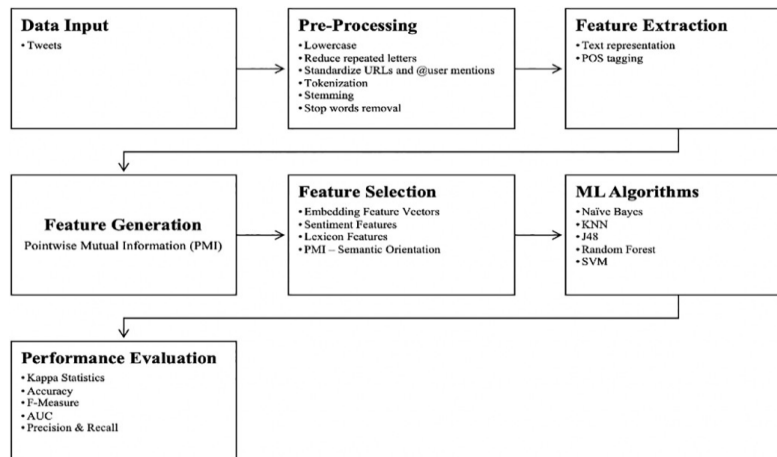 Data Input
• Tweets
Pre-Processing
• Lowercase
• Reduce repeated letters
• Standardize URLs and @user mentions
• Tokenization
• Stemming
• Stop words removal
Feature Extraction
• Text representation
• POS tagging
Feature Generation
Pointwise Mutual Information (PMI)
Feature Selection
• Embedding Feature Vectors
• Sentiment Features
• Lexicon Features
• PMI – Semantic Orientation
ML Algorithms
• Naïve Bayes
• KNN
• J48
• Random Forest
• SVM
Performance Evaluation
• Kappa Statistics
• Accuracy
• F-Measure
• AUC
• Precision & Recall